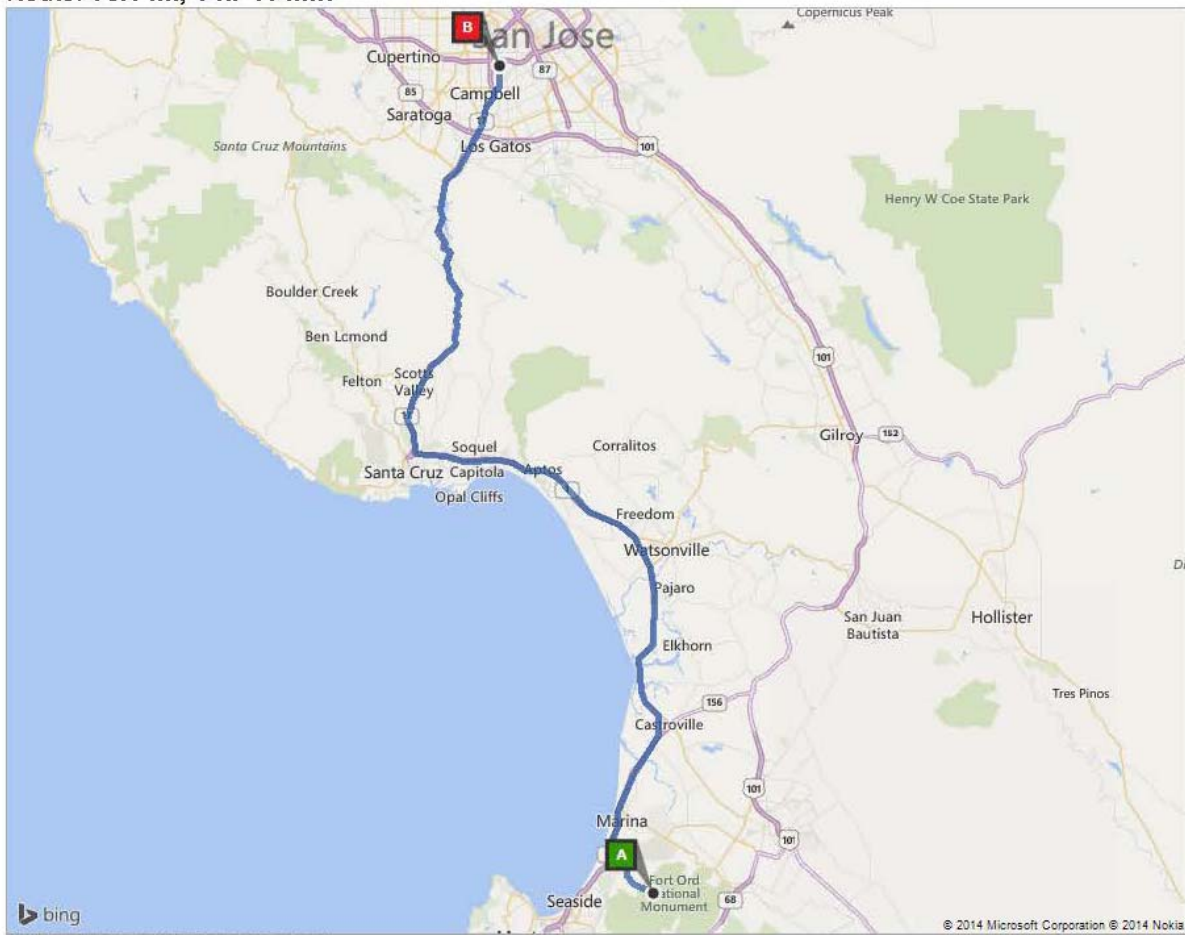 Copernicus Peak
B
San Jose
Cupertino
87
85
Campbell
Saratoga
17
Los Gatos
101
Santa Cruz Mountains
Henry W Coe State Park
Boulder Creek
Ben Lomond
101
Scotts
Valley
Felton
Gilroy
152
Soquel
Corralitos
Santa Cruz
Capitola
Aptos
Opal Cliffs
1
Freedom
Watsonville
Pajaro
San Juan
Bautista
Hollister
Elkhorn
Tres Pinos
156
Castroville
101
Marina
101
A
Fort Ord
National
Monument
Seaside
68
bing
© 2014 Microsoft Corporation © 2014 Nokia